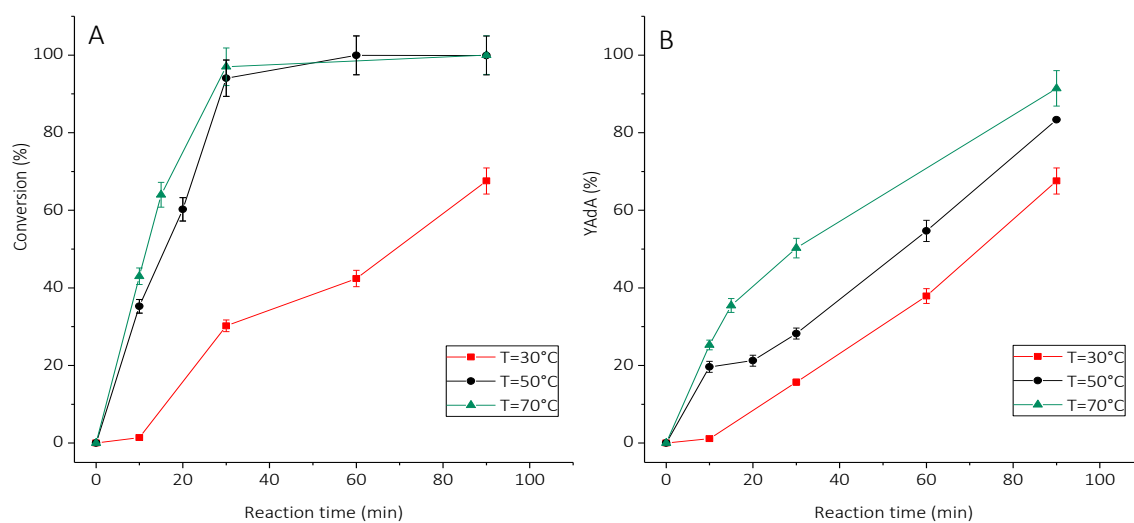 A
Conversion (%)
100
80
60
40
20
0
T=30°C
T=50°C
T=70°C
0 20 40 60 80 100
Reaction time (min)
B
YAdA (%)
100
80
60
40
20
0
T=30°C
T=50°C
T=70°C
0 20 40 60 80 100
Reaction time (min)